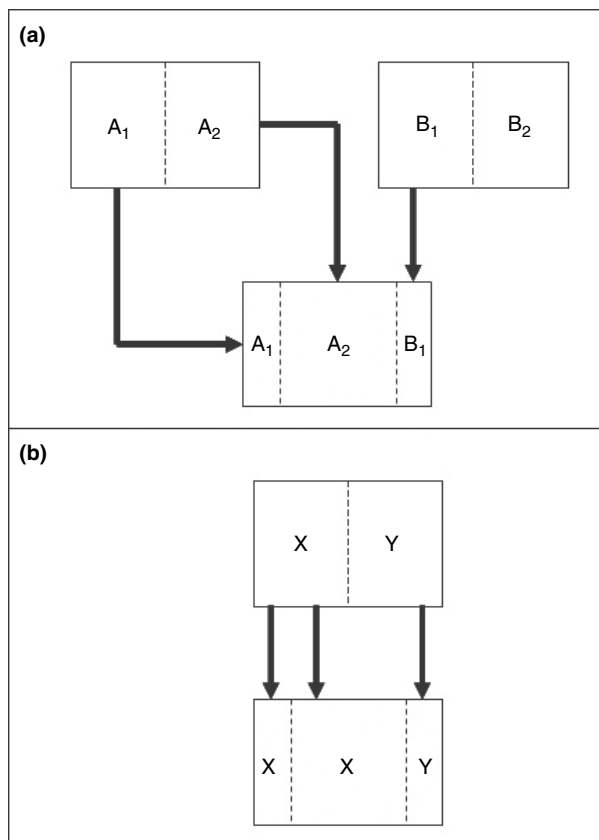 (a)
A₁ A₂ B₁ B₂
A₁ A₂ B₁
(b)
X Y
X X Y